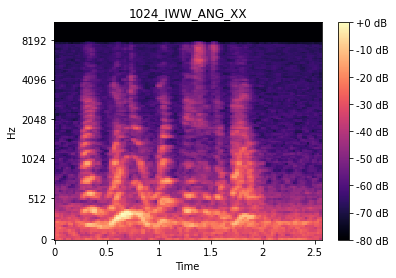 1024_IWW_ANG_XX
Hz
8192
4096
2048
1024
512
0
0 0.5 1 1.5 2 2.5
Time
+0 dB
-10 dB
-20 dB
-30 dB
-40 dB
-50 dB
-60 dB
-70 dB
-80 dB